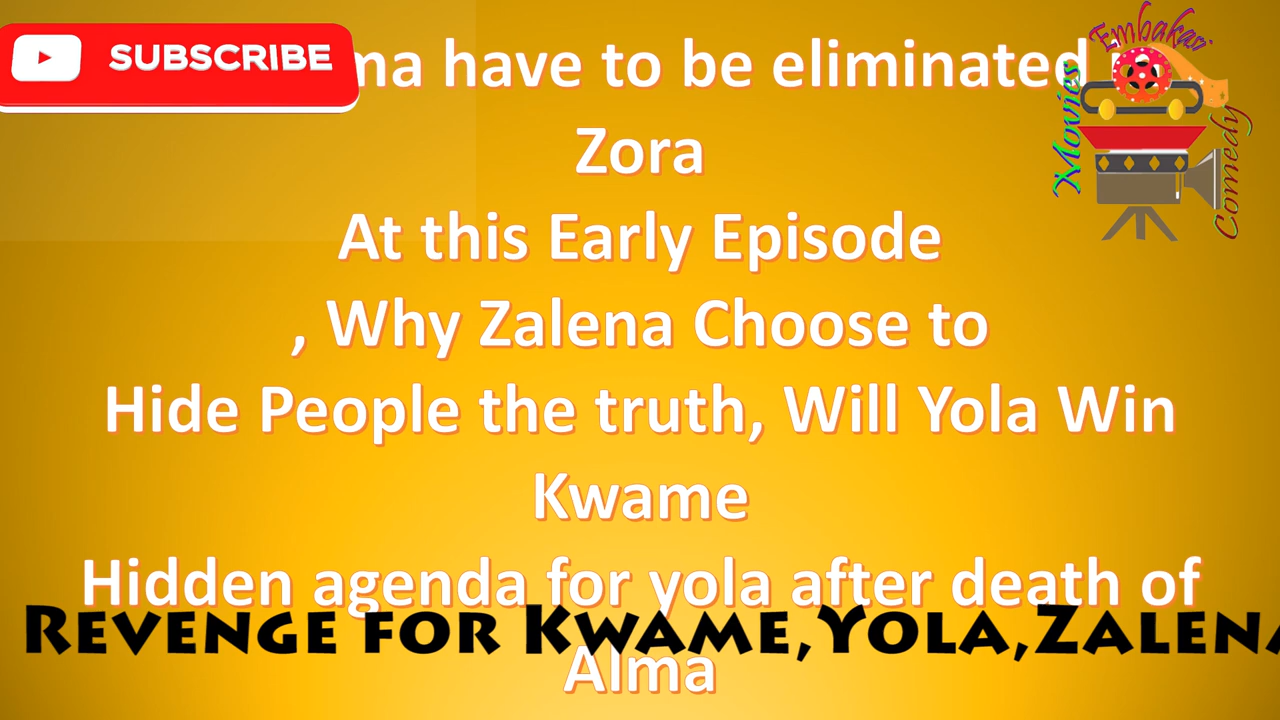 SUBSCRIBE
ma have to be eliminated
Zora
At this Early Episode
, Why Zalena Choose to
Hide People the truth, Will Yola Win
Kwame
Hidden agenda for yola after death of
Revenge for Kwame,Yola,Zalena
Alma
Embakasi
Movies
Comedy